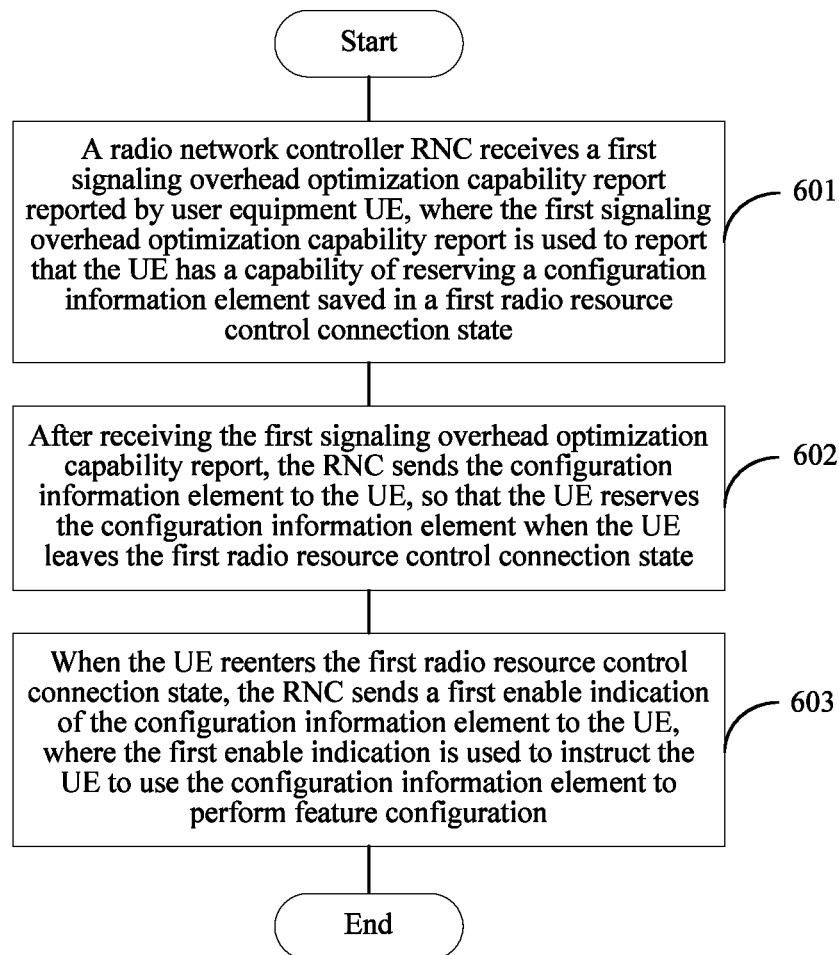 Start
A radio network controller RNC receives a first
signaling overhead optimization capability report
reported by user equipment UE, where the first signaling
overhead optimization capability report is used to report
that the UE has a capability of reserving a configuration
information element saved in a first radio resource
control connection state
601
After receiving the first signaling overhead optimization
capability report, the RNC sends the configuration
information element to the UE, so that the UE reserves
the configuration information element when the UE
leaves the first radio resource control connection state
602
When the UE reenters the first radio resource control
connection state, the RNC sends a first enable indication
of the configuration information element to the UE,
where the first enable indication is used to instruct the
UE to use the configuration information element to
perform feature configuration
603
End